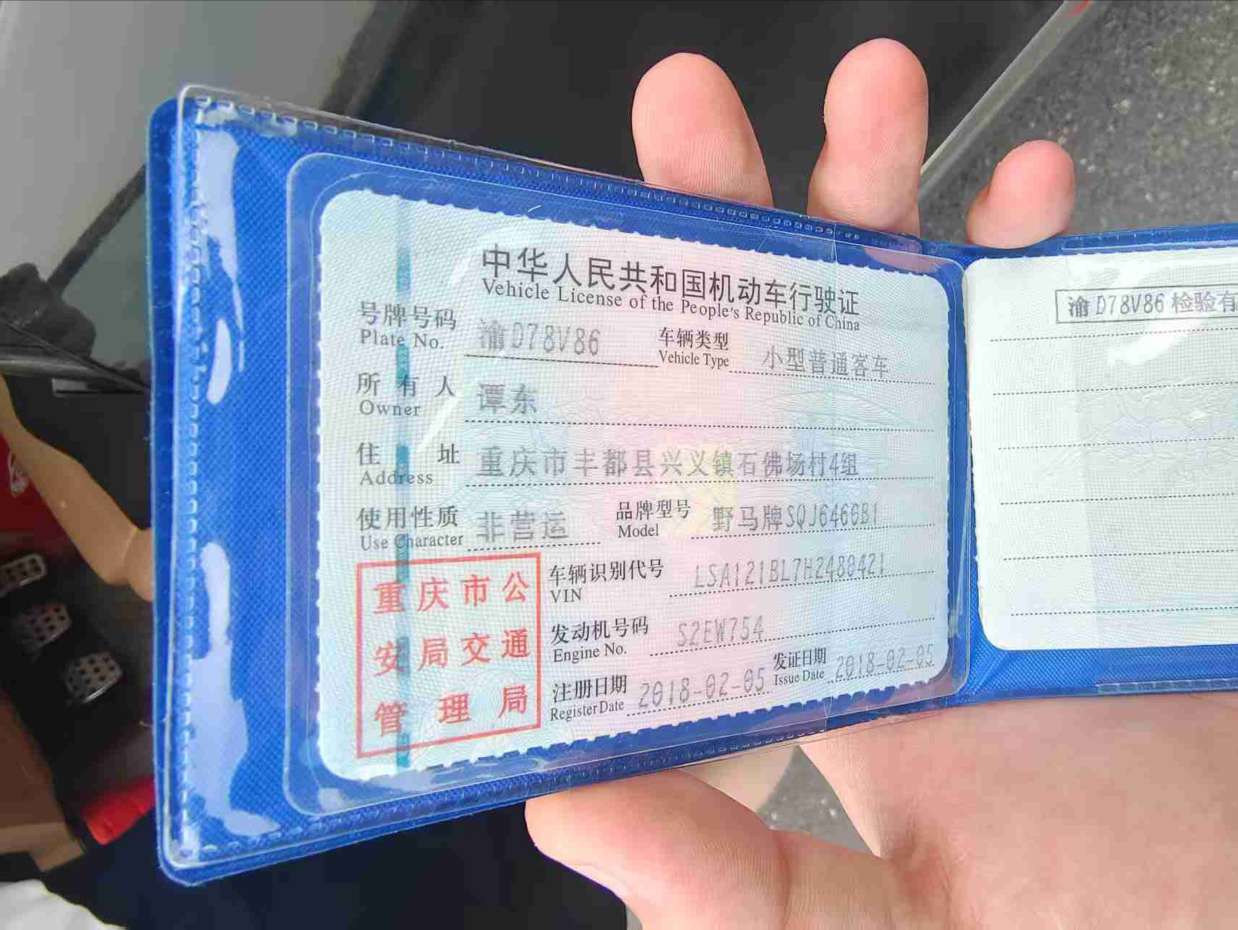 中华人民共和国机动车行驶证
Vehicle License of the People's Republic of China
号牌号码 渝D78V86 车辆类型 小型普通客车
Plate No. Vehicle Type
所有人 谭东
Owner
住址 重庆市丰都县兴义镇石佛场村4组
Address
使用性质 非营运 品牌型号 野马牌SQJ6466B1
Use Character Model
车辆识别代号 LSA121BL7H2488421
VIN
发动机号码 S2EW754
Engine No.
注册日期 2018-02-05 发证日期 2018-02-05
Register Date Issue Date
重庆市公
安局交通
管理局
渝D78V86 检验有